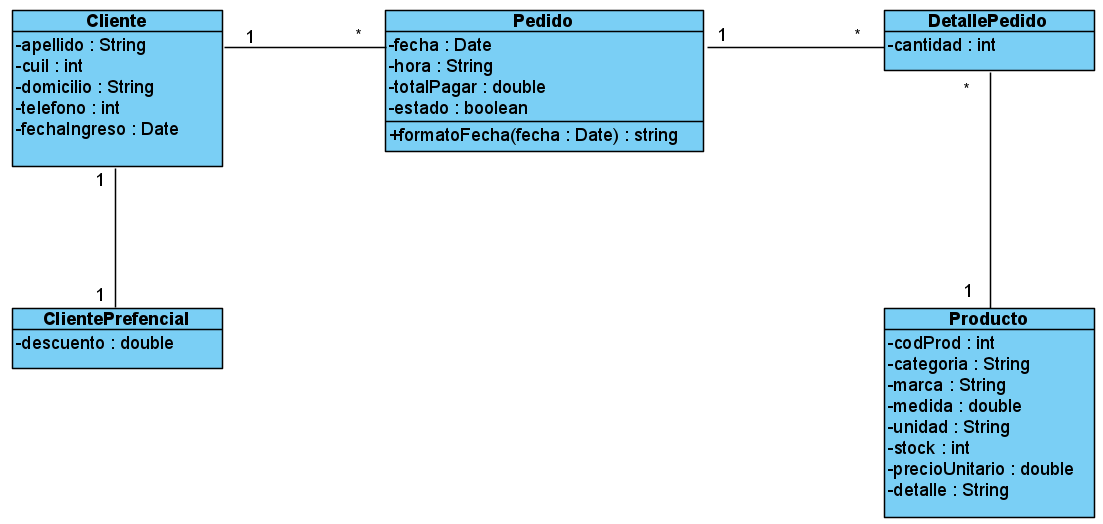 Cliente
-apellido : String
-cuil : int
-domicilio : String
-telefono : int
-fechaIngreso : Date
1
*
Pedido
-fecha : Date
-hora : String
-totalPagar : double
-estado : boolean
+formatoFecha(fecha : Date) : string
1
*
DetallePedido
-cantidad : int
1
1
ClientePrefencial
-descuento : double
*
1
Producto
-codProd : int
-categoria : String
-marca : String
-medida : double
-unidad : String
-stock : int
-precioUnitario : double
-detalle : String